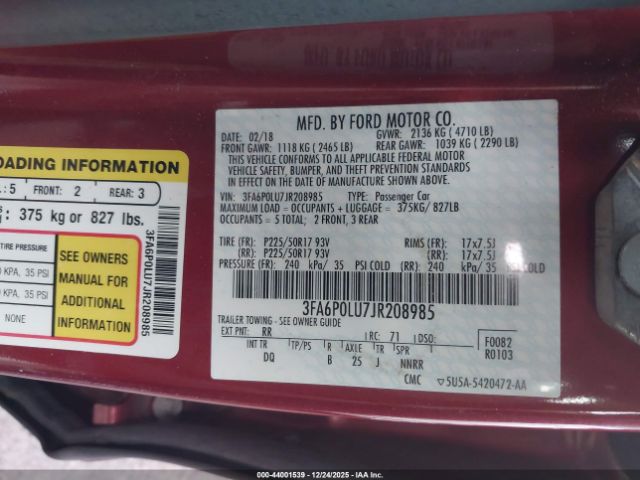 MFD. BY FORD MOTOR CO.
02/18 GVWR: 2136 KG ( 4710 LB)
FRONT GAWR: 1118 KG ( 2465 LB) REAR GAWR: 1039 KG ( 2290 LB)
THIS VEHICLE CONFORMS TO ALL APPLICABLE FEDERAL MOTOR
VEHICLE SAFETY, BUMPER, AND THEFT PREVENTION STANDARDS
IN EFFECT ON THE DATE OF MANUFACTURE SHOWN ABOVE.
VIN: 3FA6P0LU7JR208985 TYPE: Passenger Car
MAXIMUM LOAD = OCCUPANTS + LUGGAGE = 375KG/ 827LB
OCCUPANTS = 5 TOTAL; 2 FRONT, 3 REAR
TIRE (FR): P225/50R17 93V RIMS (FR): 17x7.5J
(RR): P225/50R17 93V (RR): 17x7.5J
PRESSURE (FR): 240 kPa/ 35 PSI COLD (RR): 240 kPa/ 35 PSI COLD
3FA6P0LU7JR208985
TRAILER TOWING - SEE OWNER GUIDE
EXT PNT: RR RC: 71 DSO: F0082
INT TR TP/PS R AXLE TR SPR R0103
DQ B 25 J NNRR
CMC 5U5A-5420472-AA
OADING INFORMATION
: 5 FRONT: 2 REAR: 3
: 375 kg or 827 lbs.
TIRE PRESSURE
KPA, 35 PSI
KPA, 35 PSI
NONE
SEE OWNERS
MANUAL FOR
ADDITIONAL
INFORMATION
3FA6P0LU7JR208985
000-44001539 - 12/24/2025 - IAAI.com